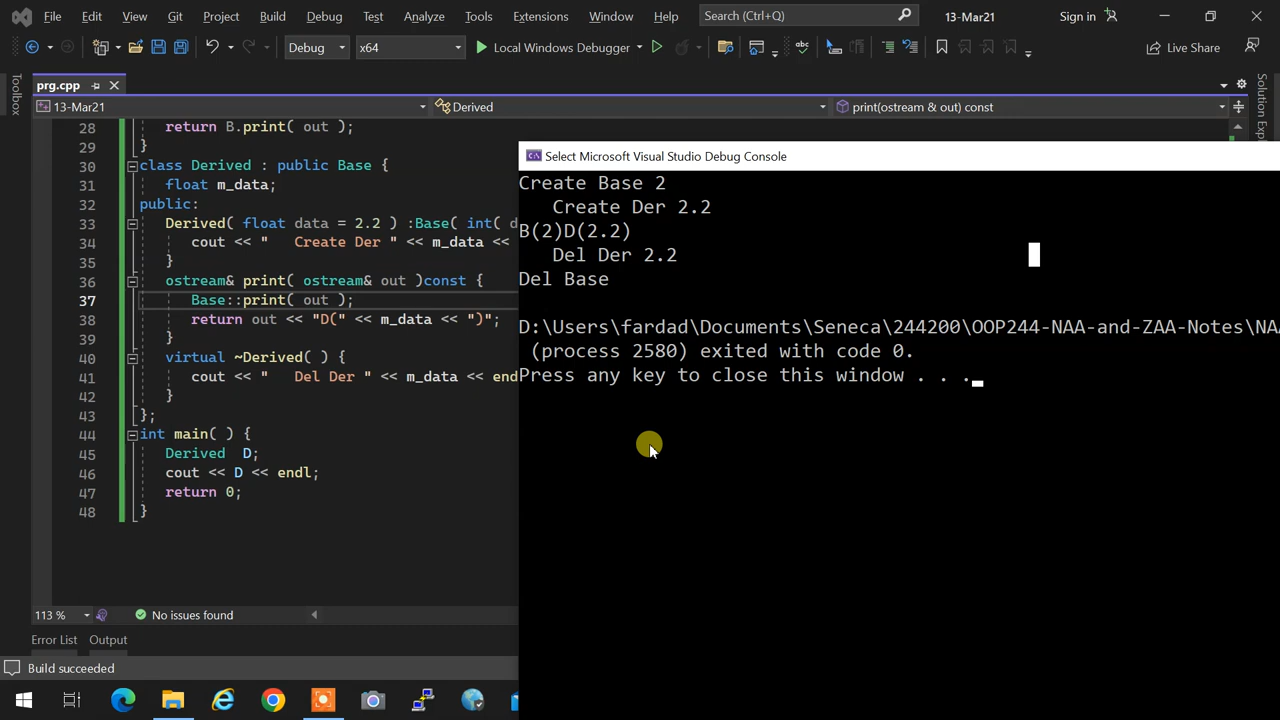 File Edit View Git Project Build Debug Test Analyze Tools Extensions Window Help Search (Ctrl+Q) 13-Mar21 Sign in
Debug x64 Local Windows Debugger Live Share
prg.cpp
13-Mar21 Derived print(ostream & out) const
Toolbox
Solution Exp
28 return B.print( out );
29 }
30 class Derived : public Base {
31 float m_data;
32 public:
33 Derived( float data = 2.2 ) :Base( int( d
34 cout << "   Create Der " << m_data <<
35 }
36 ostream& print( ostream& out )const {
37 Base::print( out );
38 return out << "D(" << m_data << ")";
39 }
40 virtual ~Derived( ) {
41 cout << "   Del Der " << m_data << end
42 }
43 };
44 int main( ) {
45 Derived  D;
46 cout << D << endl;
47 return 0;
48 }
Select Microsoft Visual Studio Debug Console
Create Base 2
Create Der 2.2
B(2)D(2.2)
Del Der 2.2
Del Base
D:\Users\fardad\Documents\Seneca\244200\OOP244-NAA-and-ZAA-Notes\NAA
(process 2580) exited with code 0.
Press any key to close this window . . .
113 % No issues found
Error List Output
Build succeeded